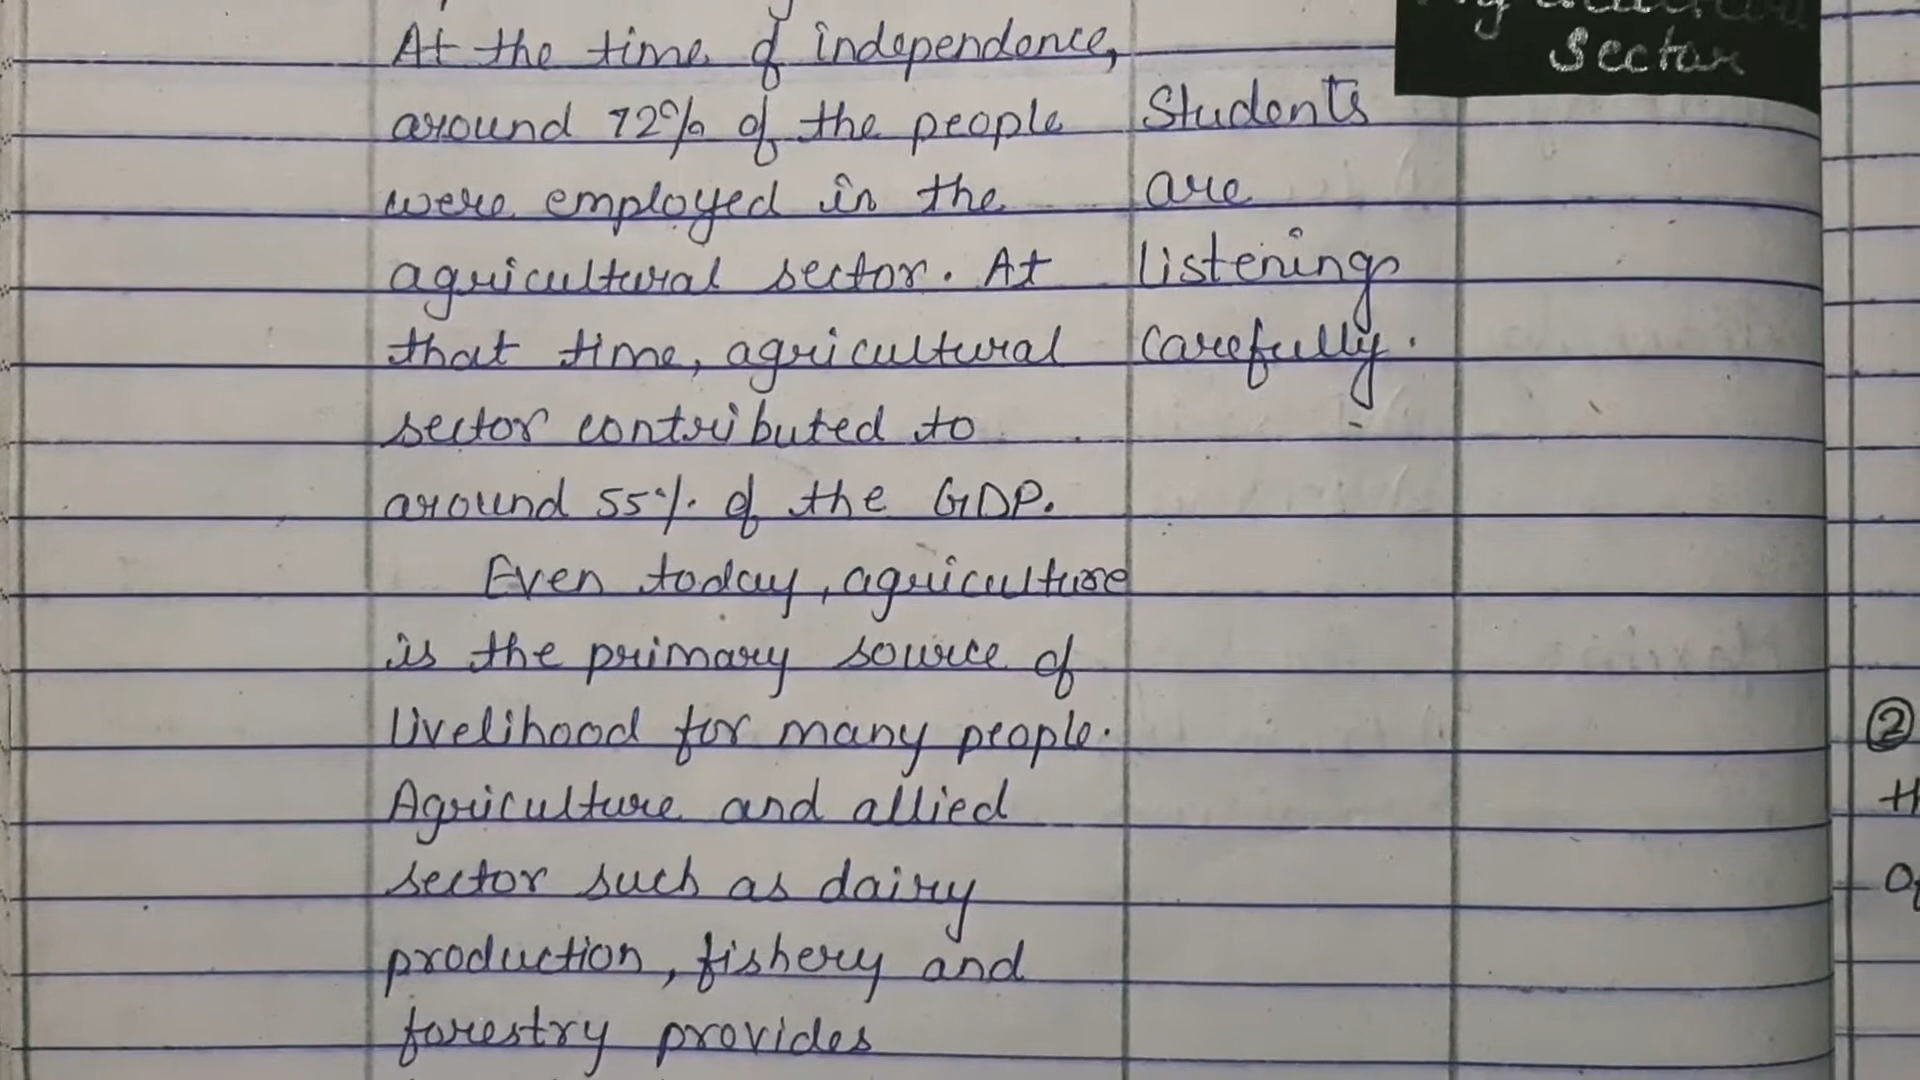 At the time of independence,
around 72% of the people
were employed in the
agricultural sector. At
that time, agricultural
sector contributed to
around 55% of the GDP.
Even today, agriculture
is the primary source of
livelihood for many people.
Agriculture and allied
sector such as dairy
production, fishery and
forestry provides
Students
are
listening
carefully.
Sector
2